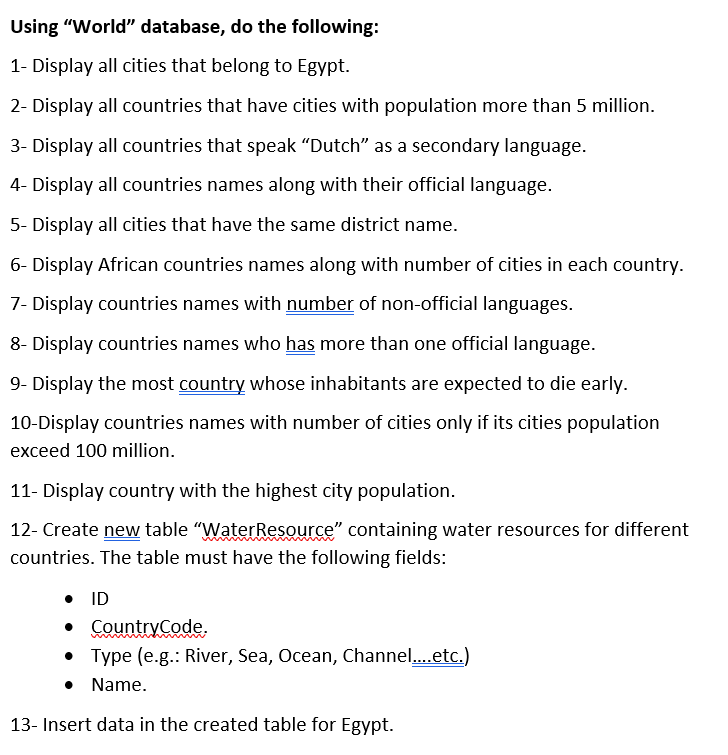 Using “World” database, do the following:
1- Display all cities that belong to Egypt.
2- Display all countries that have cities with population more than 5 million.
3- Display all countries that speak “Dutch” as a secondary language.
4- Display all countries names along with their official language.
5- Display all cities that have the same district name.
6- Display African countries names along with number of cities in each country.
7- Display countries names with number of non-official languages.
8- Display countries names who has more than one official language.
9- Display the most country whose inhabitants are expected to die early.
10-Display countries names with number of cities only if its cities population
exceed 100 million.
11- Display country with the highest city population.
12- Create new table “WaterResource” containing water resources for different
countries. The table must have the following fields:
• ID
• CountryCode.
• Type (e.g.: River, Sea, Ocean, Channel....etc.)
• Name.
13- Insert data in the created table for Egypt.